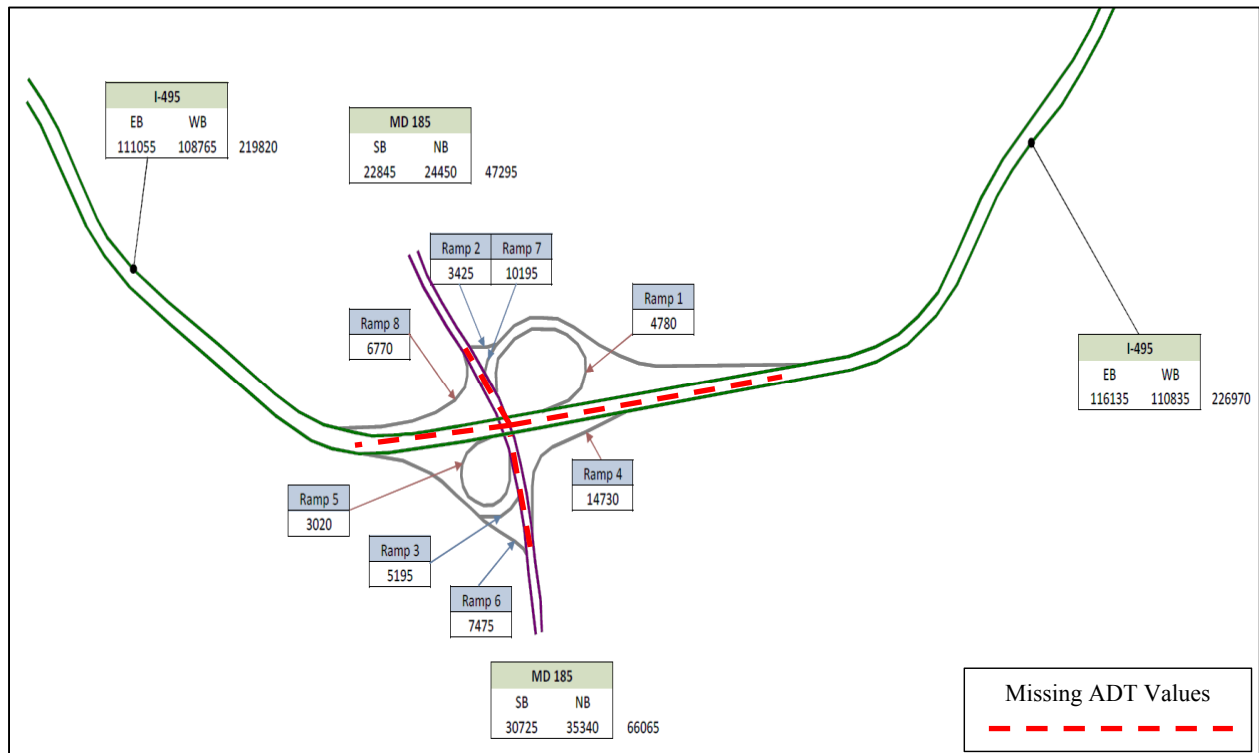 I-495
EB WB
111055 108765 219820
MD 185
SB NB
22845 24450 47295
Ramp 2 Ramp 7
3425 10195
Ramp 1
4780
Ramp 8
6770
I-495
EB WB
116135 110835 226970
Ramp 4
14730
Ramp 5
3020
Ramp 3
5195
Ramp 6
7475
MD 185
SB NB
30725 35340 66065
Missing ADT Values